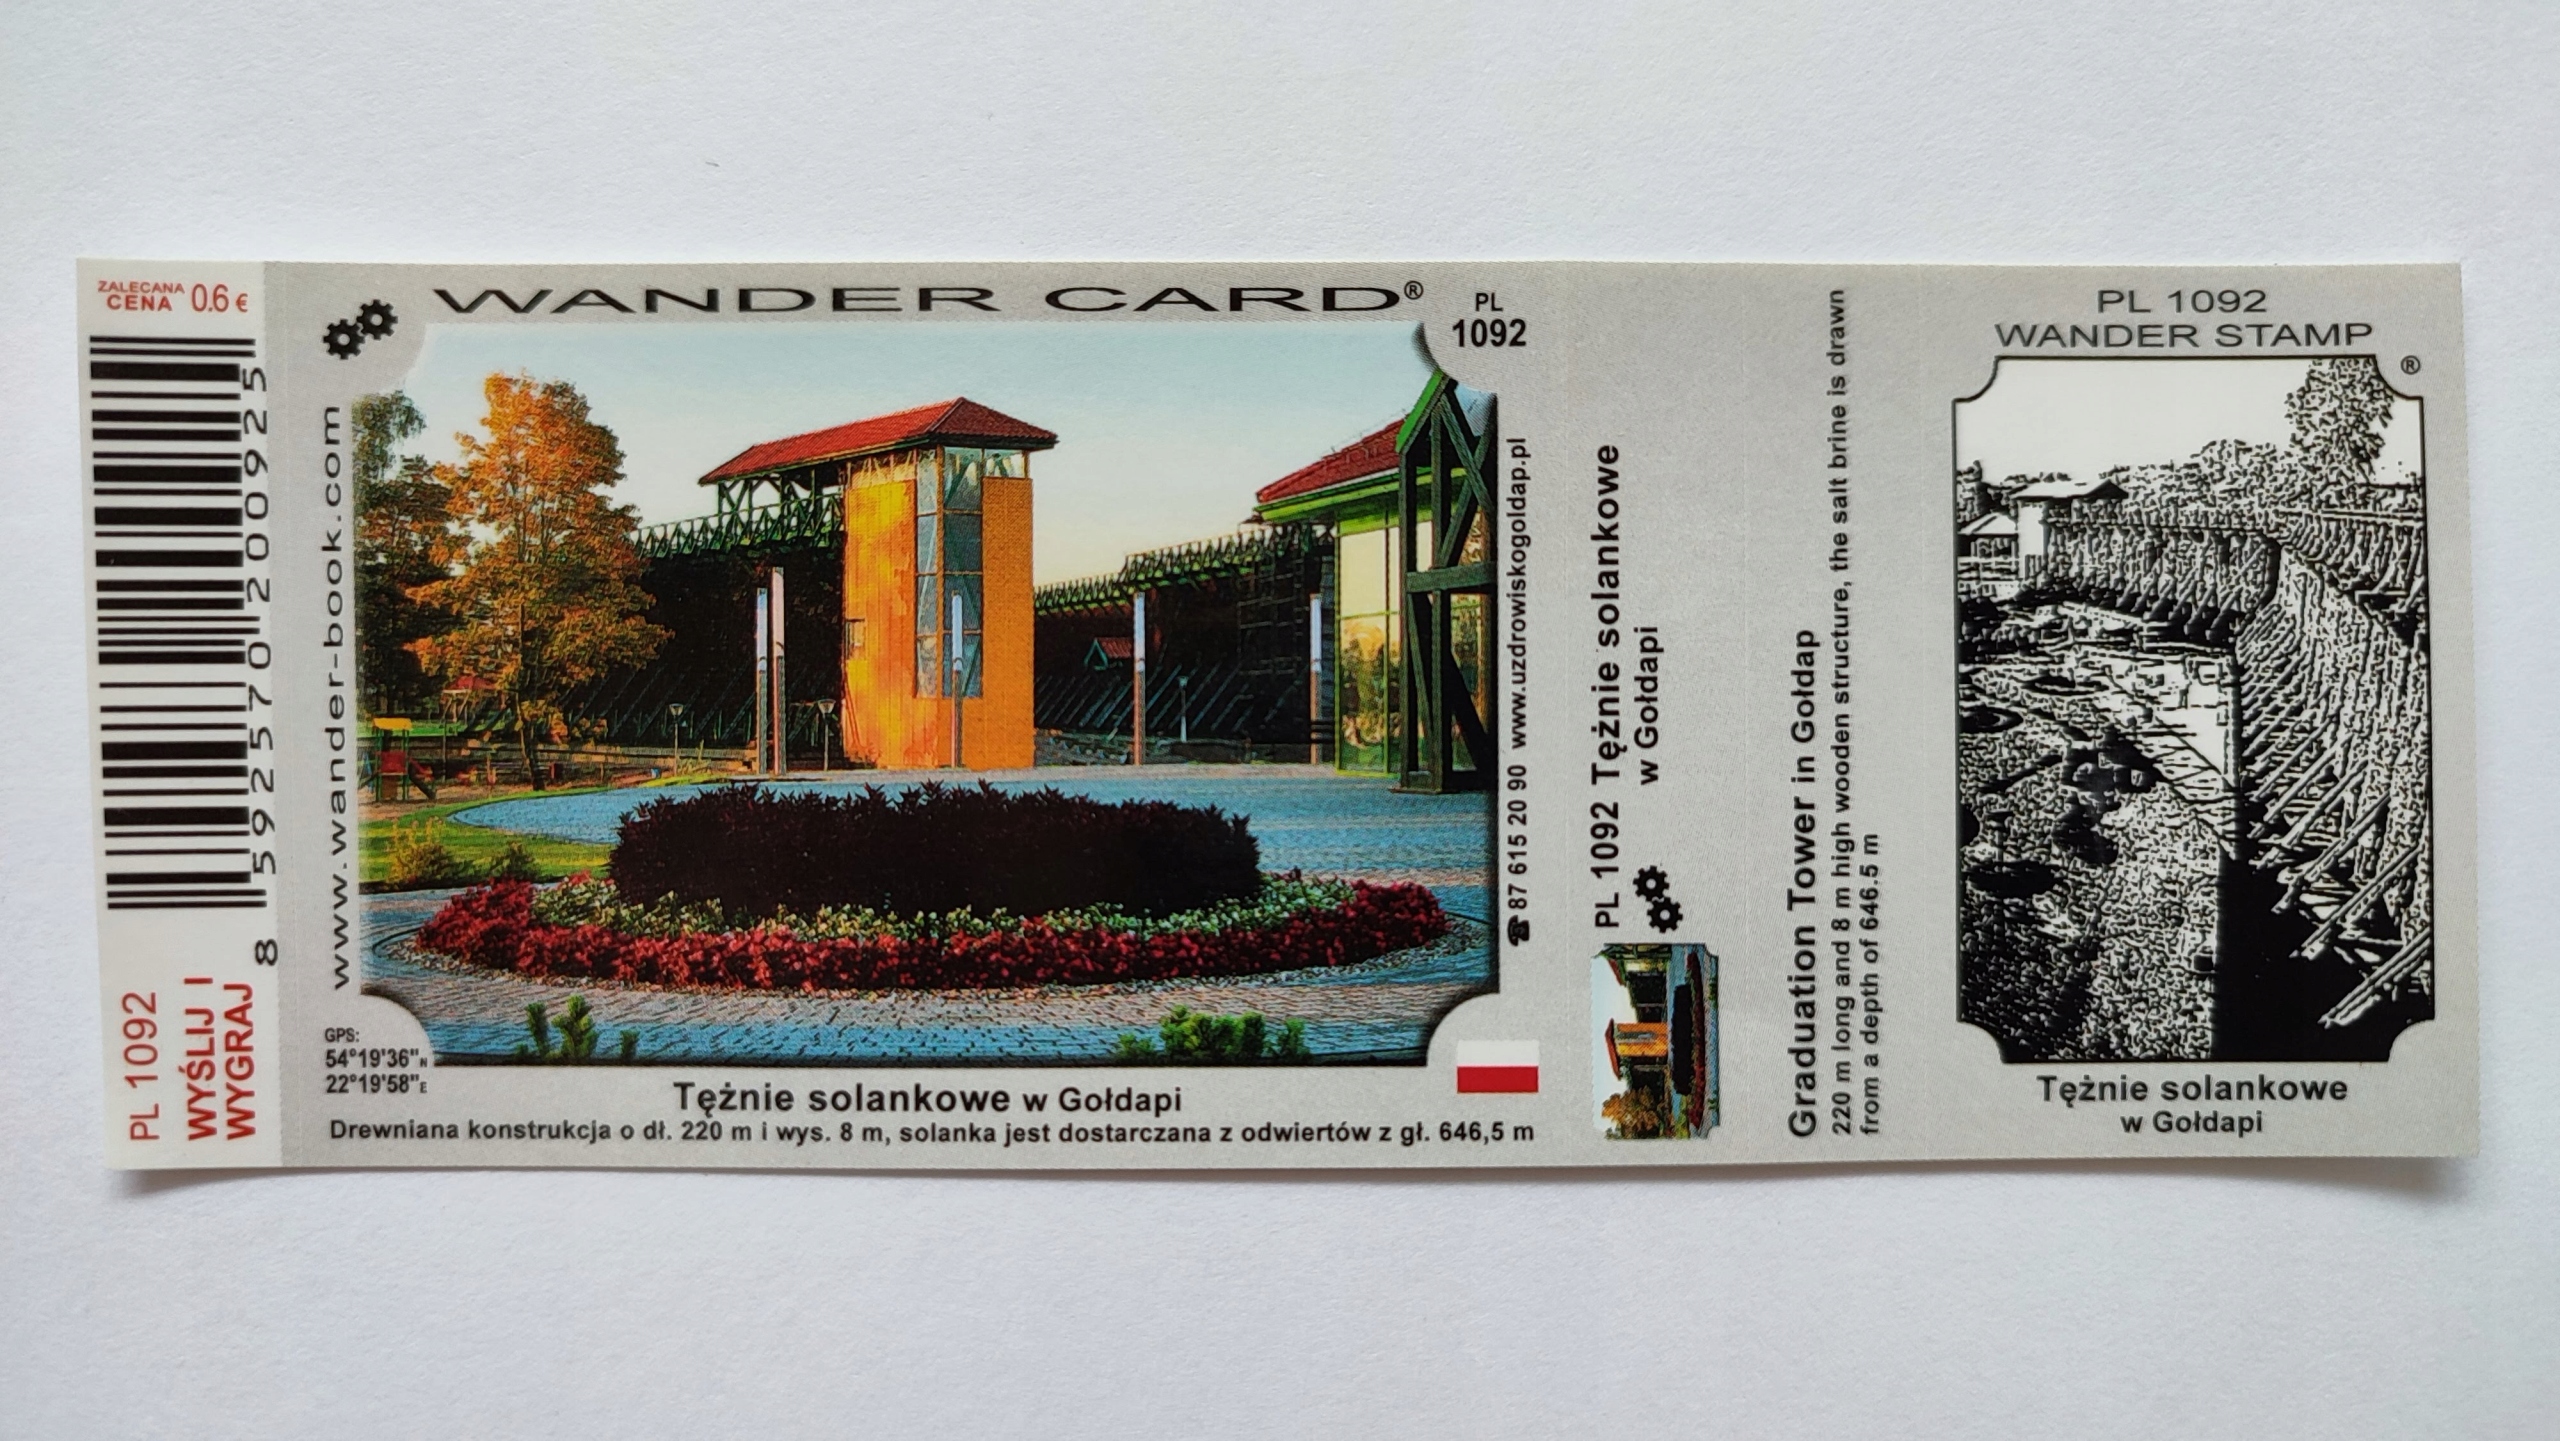 ZALECANA
CENA 0.6 €
8 592570 200925
PL 1092
WYŚLIJ I
WYGRAJ
WANDER CARD®
PL
1092
www.wander-book.com
☎ 87 615 20 90 www.uzdrowiskogoldap.pl
GPS:
54°19'36"N
22°19'58"E
Tężnie solankowe w Gołdapi
Drewniana konstrukcja o dł. 220 m i wys. 8 m, solanka jest dostarczana z odwiertów z gł. 646,5 m
PL 1092 Tężnie solankowe
w Gołdapi
Graduation Tower in Gołdap
220 m long and 8 m high wooden structure, the salt brine is drawn
from a depth of 646.5 m
PL 1092
WANDER STAMP
®
Tężnie solankowe
w Gołdapi